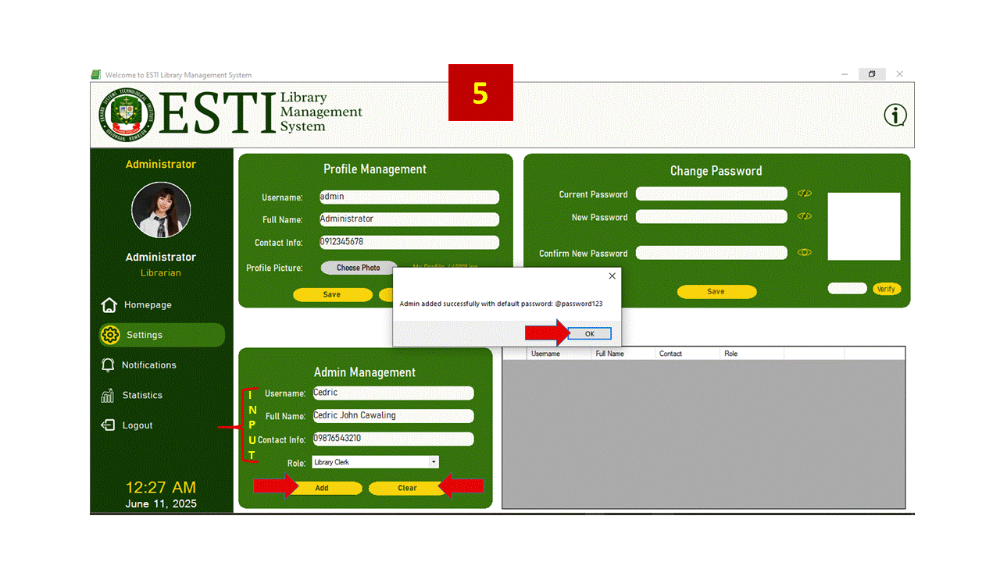 5
Welcome to ESTI Library Management System
ESTI Library
Management
System
Administrator
Administrator
Librarian
Homepage
Settings
Notifications
Statistics
Logout
12:27 AM
June 11, 2025
Profile Management
Username: admin
Full Name: Administrator
Contact Info: 0912345678
Profile Picture: Choose Photo
Save
Change Password
Current Password
New Password
Confirm New Password
Save
Verify
Admin added successfully with default password: @password123
OK
Admin Management
INPUT
Username: Cedric
Full Name: Cedric John Cawaling
Contact Info: 09876543210
Role: Library Clerk
Add Clear
Username Full Name Contact Role